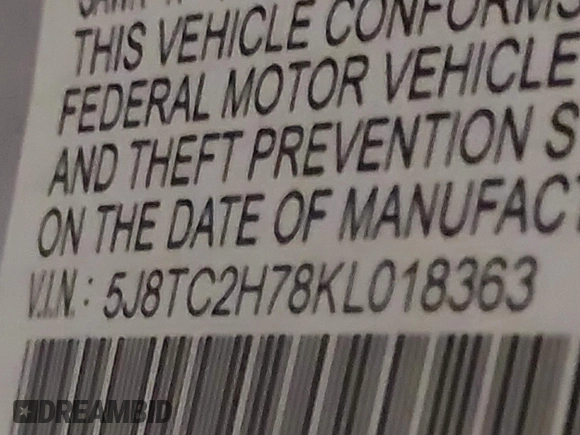 THIS VEHICLE CONFORMS
FEDERAL MOTOR VEHICLE
AND THEFT PREVENTION S
ON THE DATE OF MANUFACT
V.I.N.: 5J8TC2H78KL018363
DREAMBID